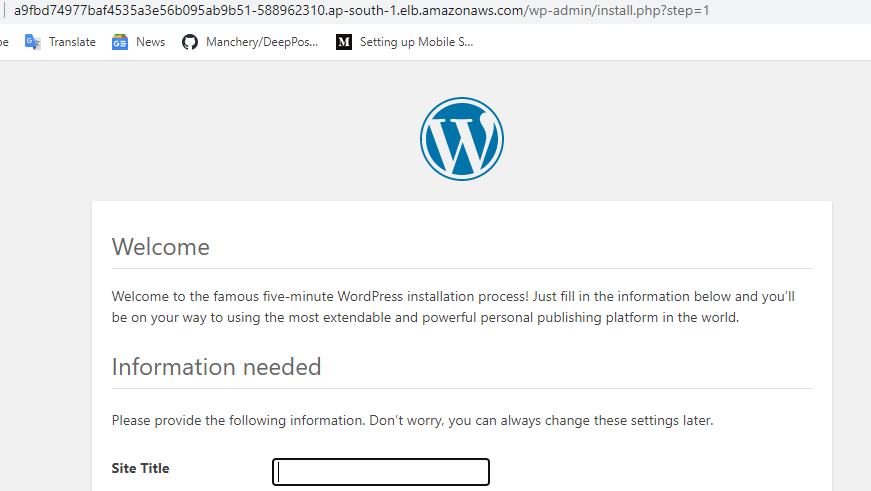 a9fbd74977baf4535a3e56b095ab9b51-588962310.ap-south-1.elb.amazonaws.com/wp-admin/install.php?step=1
Translate News Manchery/DeepPos... M Setting up Mobile S...
W
Welcome
Welcome to the famous five-minute WordPress installation process! Just fill in the information below and you'll
be on your way to using the most extendable and powerful personal publishing platform in the world.
Information needed
Please provide the following information. Don't worry, you can always change these settings later.
Site Title